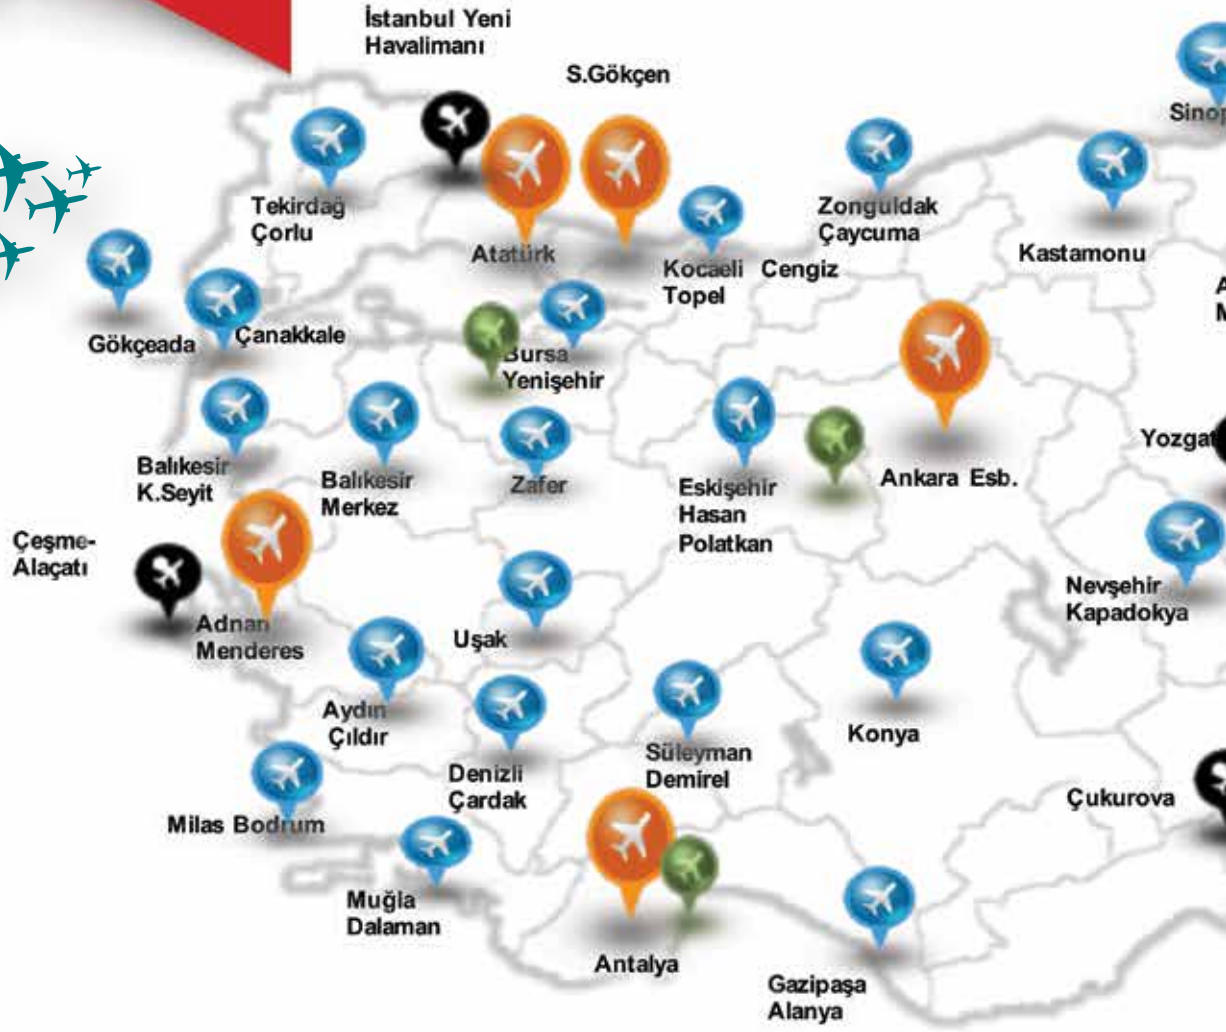 İstanbul Yeni
Havalimanı
S.Gökçen
Sinop
Tekirdağ
Çorlu
Atatürk
Zonguldak
Çaycuma
Kastamonu
Kocaeli Cengiz
Topel
Gökçeada
Çanakkale
Bursa
Yenişehir
Balıkesir
K.Seyit
Balıkesir
Merkez
Zafer
Eskişehir
Hasan
Polatkan
Ankara Esb.
Yozgat
Çeşme-
Alaçatı
Adnan
Menderes
Uşak
Nevşehir
Kapadokya
Aydın
Çıldır
Denizli
Çardak
Süleyman
Demirel
Konya
Çukurova
Milas Bodrum
Muğla
Dalaman
Antalya
Gazipaşa
Alanya